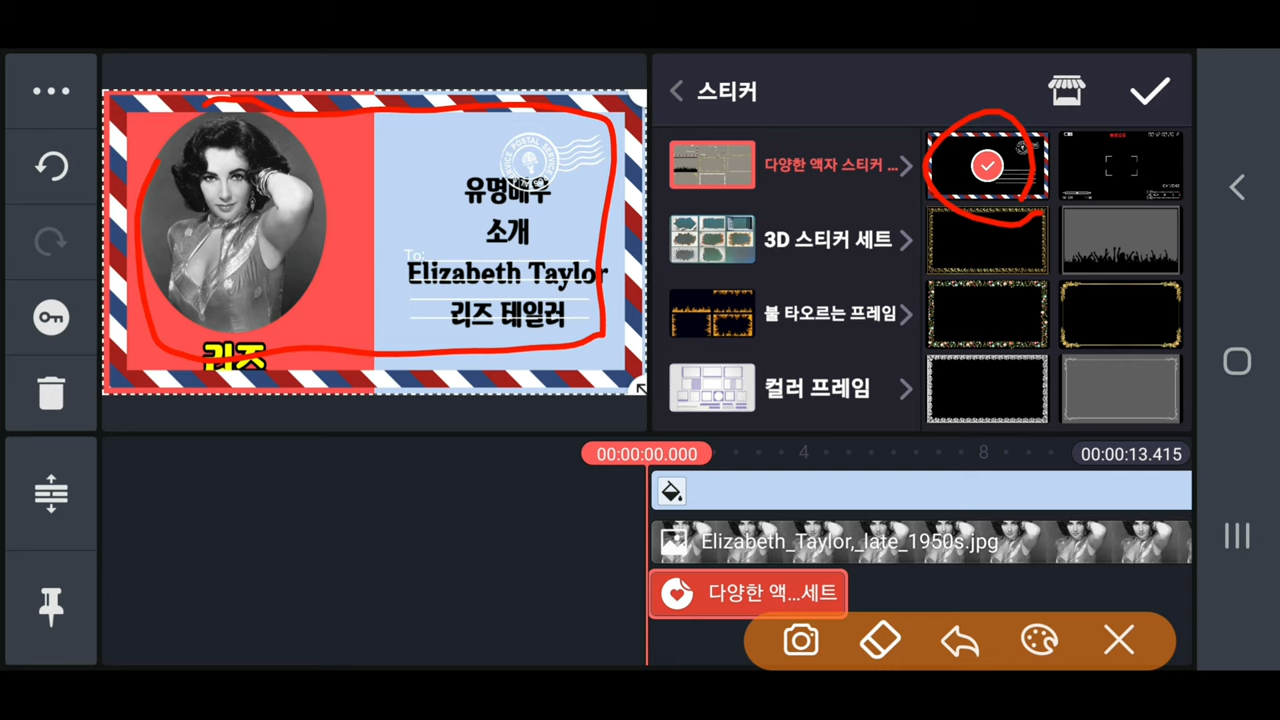 POSTAL SERVICE
유명배우
소개
To:
Elizabeth Taylor
리즈 테일러
리즈
스티커
다양한 액자 스티커 ...
3D 스티커 세트
불 타오르는 프레임
컬러 프레임
00:00:00.000
4
8
00:00:13.415
Elizabeth_Taylor,_late_1950s.jpg
다양한 액...세트